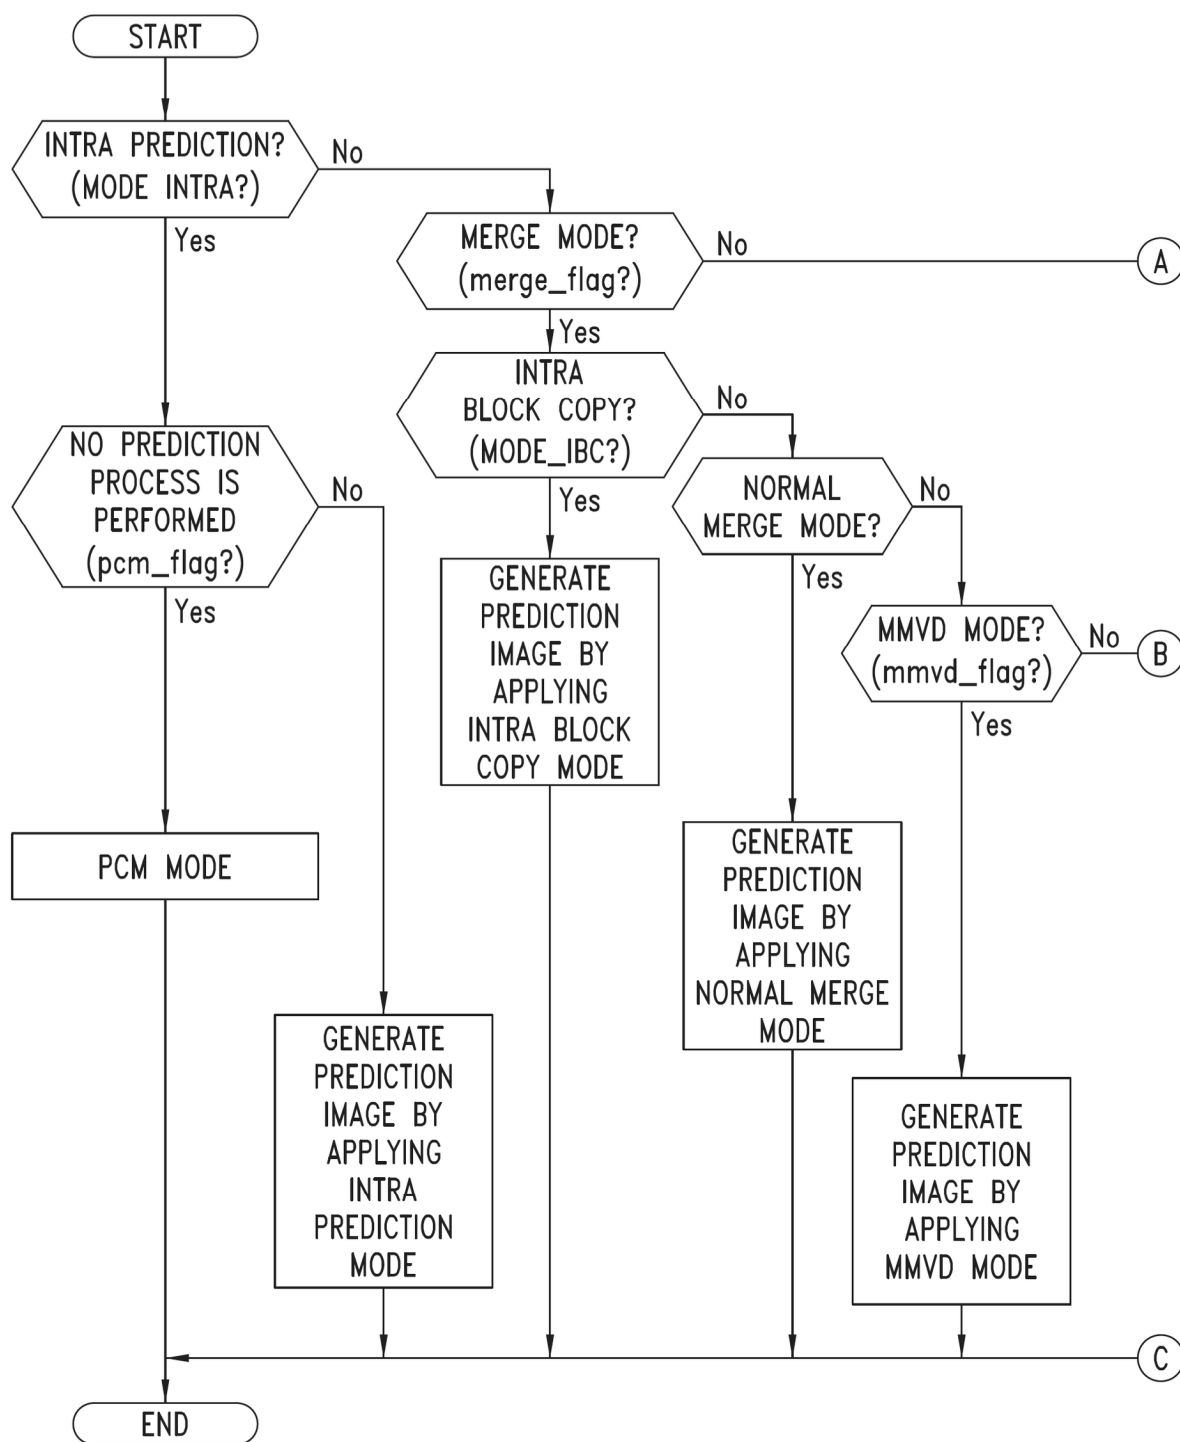 START
INTRA PREDICTION?
(MODE INTRA?)
No
Yes
MERGE MODE?
(merge_flag?)
No
A
Yes
INTRA
BLOCK COPY?
(MODE_IBC?)
No
Yes
NO PREDICTION
PROCESS IS
PERFORMED
(pcm_flag?)
No
Yes
NORMAL
MERGE MODE?
No
Yes
MMVD MODE?
(mmvd_flag?)
No
B
Yes
GENERATE
PREDICTION
IMAGE BY
APPLYING
INTRA BLOCK
COPY MODE
PCM MODE
GENERATE
PREDICTION
IMAGE BY
APPLYING
NORMAL MERGE
MODE
GENERATE
PREDICTION
IMAGE BY
APPLYING
INTRA
PREDICTION
MODE
GENERATE
PREDICTION
IMAGE BY
APPLYING
MMVD MODE
C
END